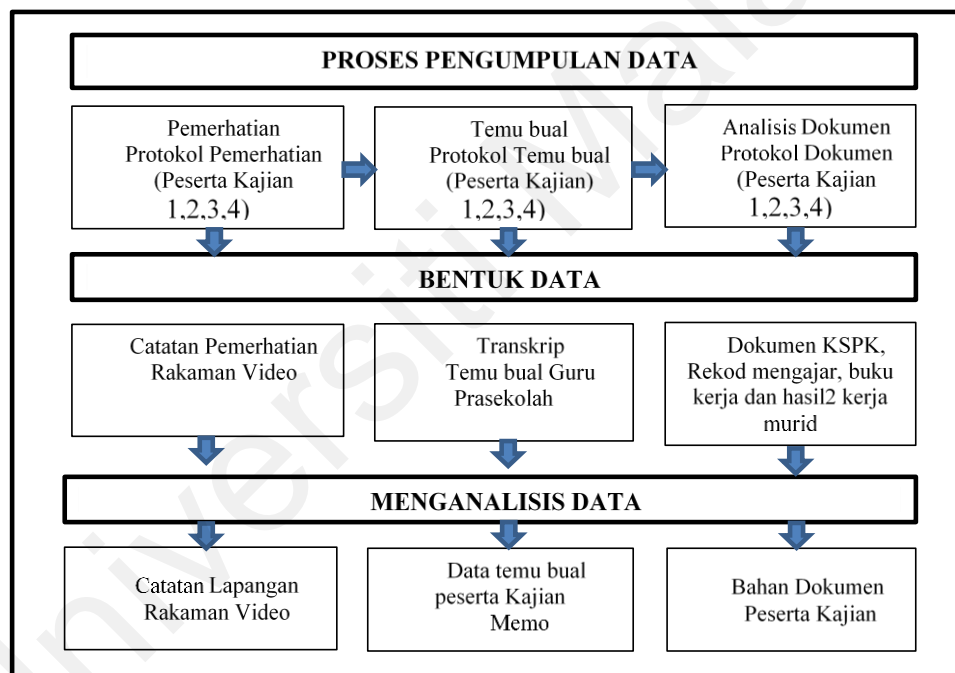 PROSES PENGUMPULAN DATA
Pemerhatian
Protokol Pemerhatian
(Peserta Kajian
1,2,3,4)
Temu bual
Protokol Temu bual
(Peserta Kajian)
1,2,3,4)
Analisis Dokumen
Protokol Dokumen
(Peserta Kajian
1,2,3,4)
BENTUK DATA
Catatan Pemerhatian
Rakaman Video
Transkrip
Temu bual Guru
Prasekolah
Dokumen KSPK,
Rekod mengajar, buku
kerja dan hasil2 kerja
murid
MENGANALISIS DATA
Catatan Lapangan
Rakaman Video
Data temu bual
peserta Kajian
Memo
Bahan Dokumen
Peserta Kajian